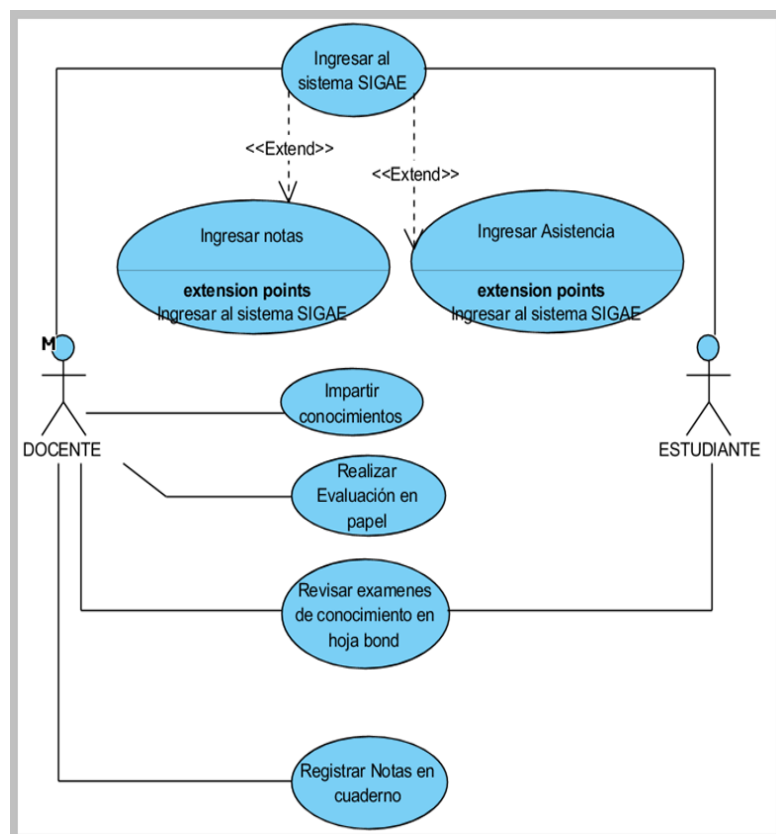 Ingresar al
sistema SIGAE
<<Extend>>
<<Extend>>
Ingresar notas
extension points
Ingresar al sistema SIGAE
Ingresar Asistencia
extension points
Ingresar al sistema SIGAE
M
DOCENTE
ESTUDIANTE
Impartir
conocimientos
Realizar
Evaluación en
papel
Revisar examenes
de conocimiento en
hoja bond
Registrar Notas en
cuaderno